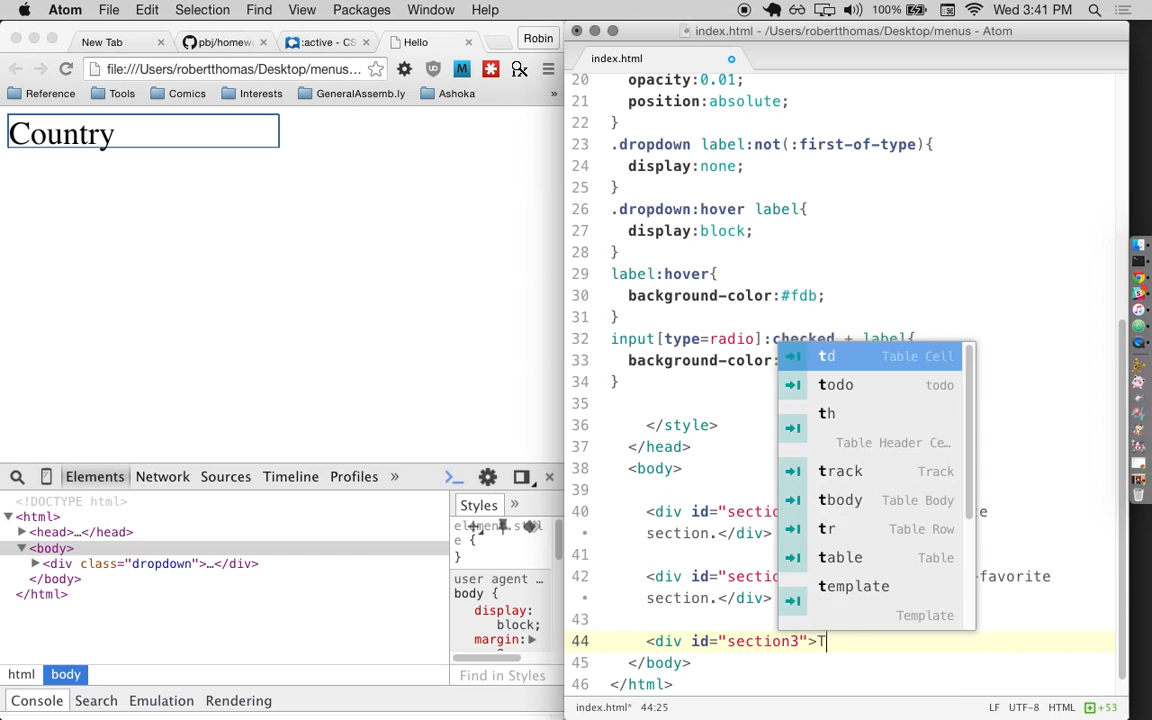 Atom File Edit View Selection Find View Packages Window Help 100% Wed 3:41 PM
New Tab pbj/homew :active - CS Hello Robin
file:///Users/robertthomas/Desktop/menus...
Reference Tools Comics Interests GeneralAssemb.ly Ashoka »
Country
Elements Network Sources Timeline Profiles »
<!DOCTYPE html>
<html>
<head>…</head>
<body>
<div class="dropdown">…</div>
</body>
</html>
Styles »
element.style
e {
}
user agent …
body {
display:
block;
margin:
html body
Find in Styles
Console Search Emulation Rendering
index.html - /Users/robertthomas/Desktop/menus - Atom
index.html
20 opacity:0.01;
21 position:absolute;
22 }
23 .dropdown label:not(:first-of-type){
24 display:none;
25 }
26 .dropdown:hover label{
27 display:block;
28 }
29 label:hover{
30 background-color:#fdb;
31 }
32 input[type=radio]:checked + label{
33 background-color:
34 }
35
36 </style>
37 </head>
38 <body>
39
40 <div id="sectio te
• section.</div>
41
42 <div id="sectio -favorite
• section.</div>
43
44 <div id="section3">T
45 </body>
46 </html>
td Table Cell
todo todo
th
Table Header Ce…
track Track
tbody Table Body
tr Table Row
table Table
template
Template
index.html* 44:25 LF UTF-8 HTML +53